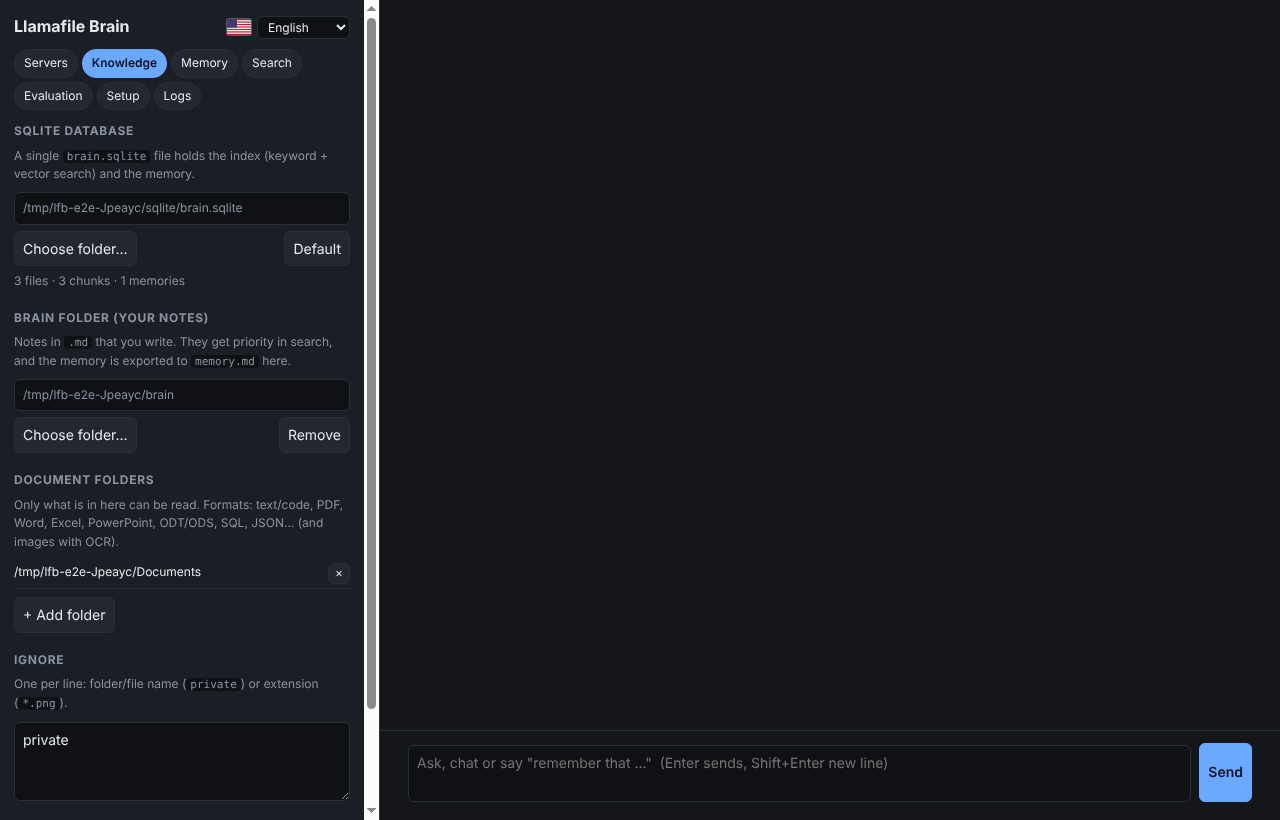 Llamafile Brain
English
Servers Knowledge Memory Search
Evaluation Setup Logs
SQLITE DATABASE
A single brain.sqlite file holds the index (keyword +
vector search) and the memory.
/tmp/lfb-e2e-Jpeayc/sqlite/brain.sqlite
Choose folder... Default
3 files · 3 chunks · 1 memories
BRAIN FOLDER (YOUR NOTES)
Notes in .md that you write. They get priority in search,
and the memory is exported to memory.md here.
/tmp/lfb-e2e-Jpeayc/brain
Choose folder... Remove
DOCUMENT FOLDERS
Only what is in here can be read. Formats: text/code, PDF,
Word, Excel, PowerPoint, ODT/ODS, SQL, JSON... (and
images with OCR).
/tmp/lfb-e2e-Jpeayc/Documents ×
+ Add folder
IGNORE
One per line: folder/file name ( private ) or extension
( *.png ).
private
Ask, chat or say "remember that ..." (Enter sends, Shift+Enter new line)
Send